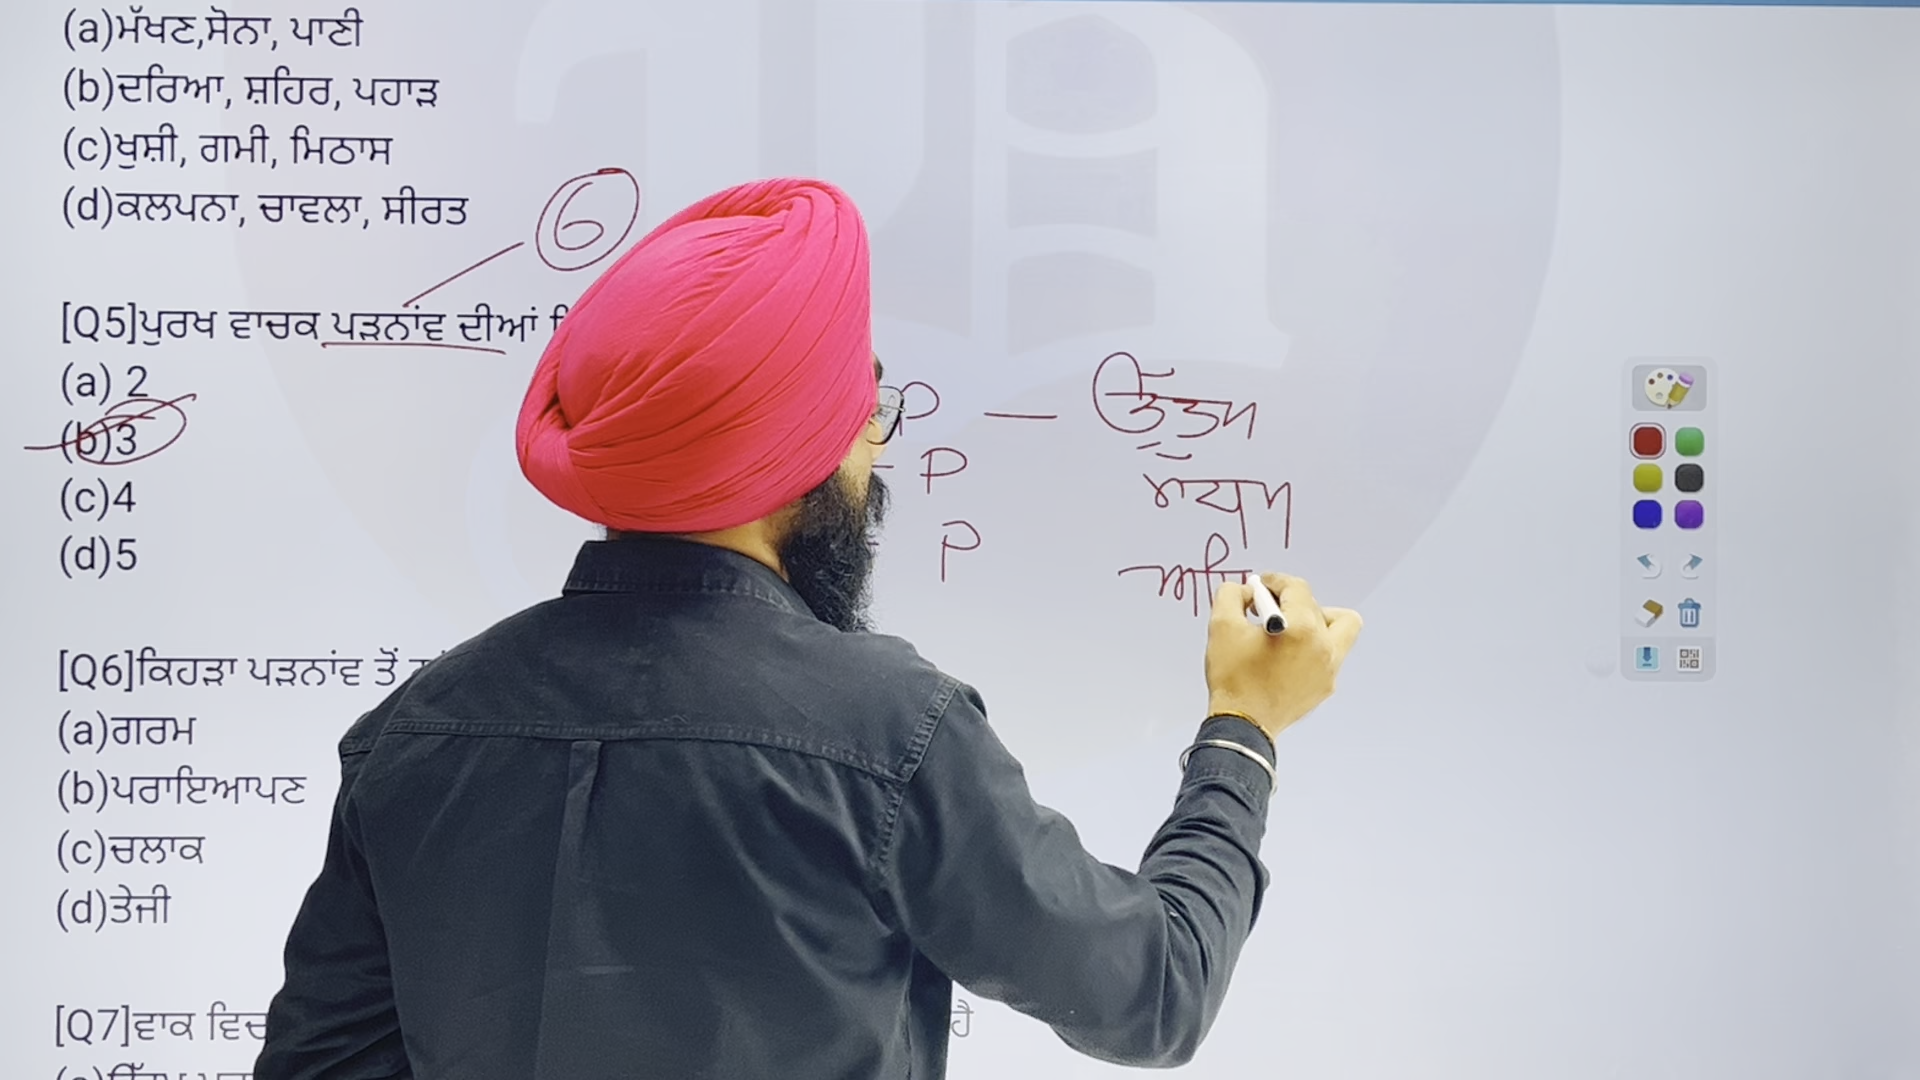 (a)ਮੱਖਣ,ਸੋਨਾ, ਪਾਣੀ
(b)ਦਰਿਆ, ਸ਼ਹਿਰ, ਪਹਾੜ
(c)ਖੁਸ਼ੀ, ਗਮੀ, ਮਿਠਾਸ
(d)ਕਲਪਨਾ, ਚਾਵਲਾ, ਸੀਰਤ
6
[Q5]ਪੁਰਖ ਵਾਚਕ ਪੜਨਾਂਵ ਦੀਆਂ
(a) 2
(b)3
(c)4
(d)5
P — ਉੱਤਮ
P ਮਧਮ
P
[Q6]ਕਿਹੜਾ ਪੜਨਾਂਵ ਤੋਂ
(a)ਗਰਮ
(b)ਪਰਾਇਆਪਣ
(c)ਚਲਾਕ
(d)ਤੇਜੀ
[Q7]ਵਾਕ ਵਿਚ ਹੈ